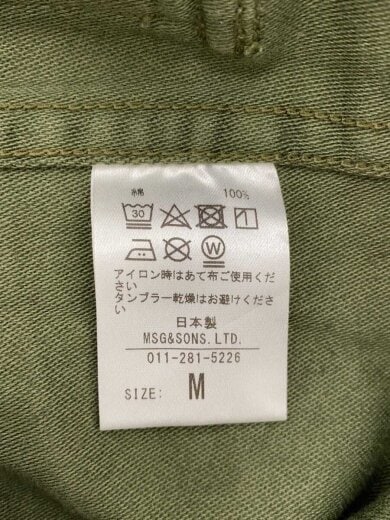 綿 100%
30
W
アイロン時はあて布ご使用くだ
さい
タンブラー乾燥はお避けくださ
い
日本製
MSG&SONS.LTD.
011-281-5226
SIZE: M